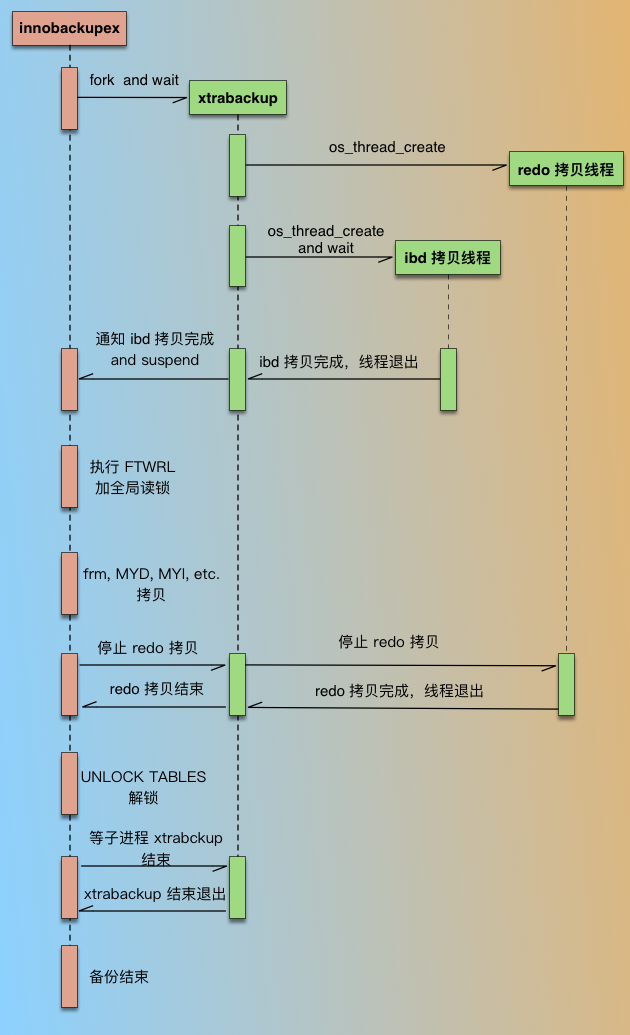 innobackupex
fork and wait
xtrabackup
os_thread_create
redo 拷贝线程
os_thread_create
and wait
ibd 拷贝线程
通知 ibd 拷贝完成
and suspend
ibd 拷贝完成，线程退出
执行 FTWRL
加全局读锁
frm, MYD, MYI, etc.
拷贝
停止 redo 拷贝
停止 redo 拷贝
redo 拷贝结束
redo 拷贝完成，线程退出
UNLOCK TABLES
解锁
等子进程 xtrabckup
结束
xtrabackup 结束退出
备份结束